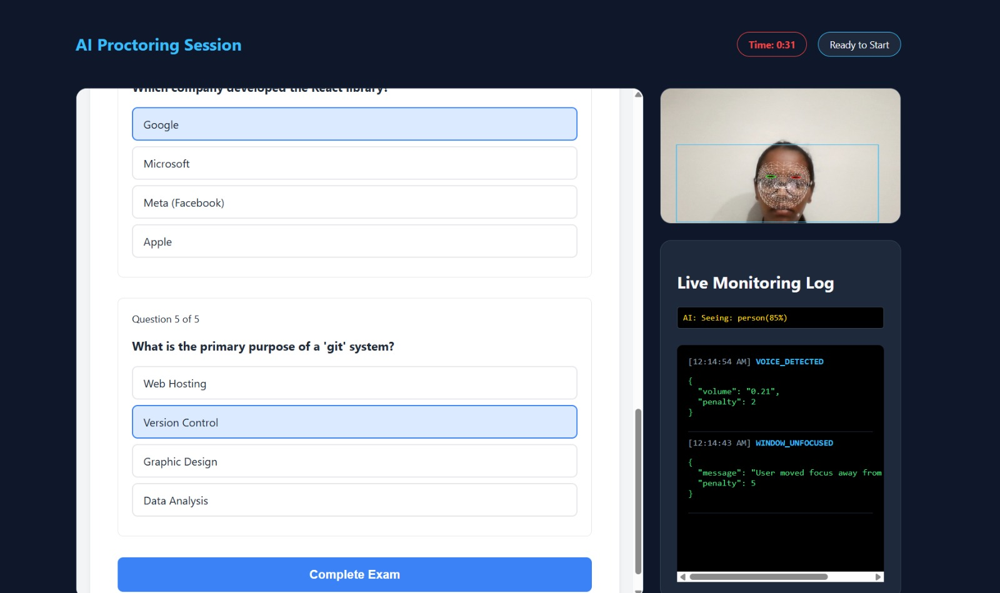 AI Proctoring Session
Time: 0:31
Ready to Start
Which company developed the React library?
Google
Microsoft
Meta (Facebook)
Apple
Question 5 of 5
What is the primary purpose of a 'git' system?
Web Hosting
Version Control
Graphic Design
Data Analysis
Complete Exam
Live Monitoring Log
AI: Seeing: person(85%)
[12:14:54 AM] VOICE_DETECTED
{
"volume": "0.21",
"penalty": 2
}
[12:14:43 AM] WINDOW_UNFOCUSED
{
"message": "User moved focus away from
"penalty": 5
}